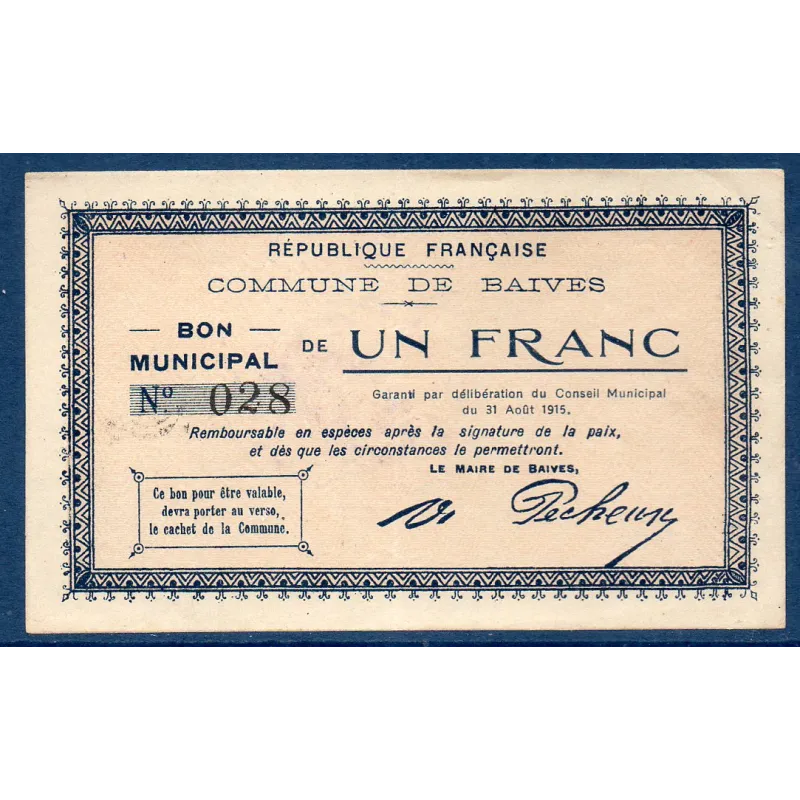 RÉPUBLIQUE FRANÇAISE
COMMUNE DE BAIVES
BON MUNICIPAL DE UN FRANC
Nº 028
Garanti par délibération du Conseil Municipal
du 31 Août 1915.
Remboursable en espèces après la signature de la paix,
et dès que les circonstances le permettront.
LE MAIRE DE BAIVES,
Ce bon pour être valable,
devra porter au verso,
le cachet de la Commune.